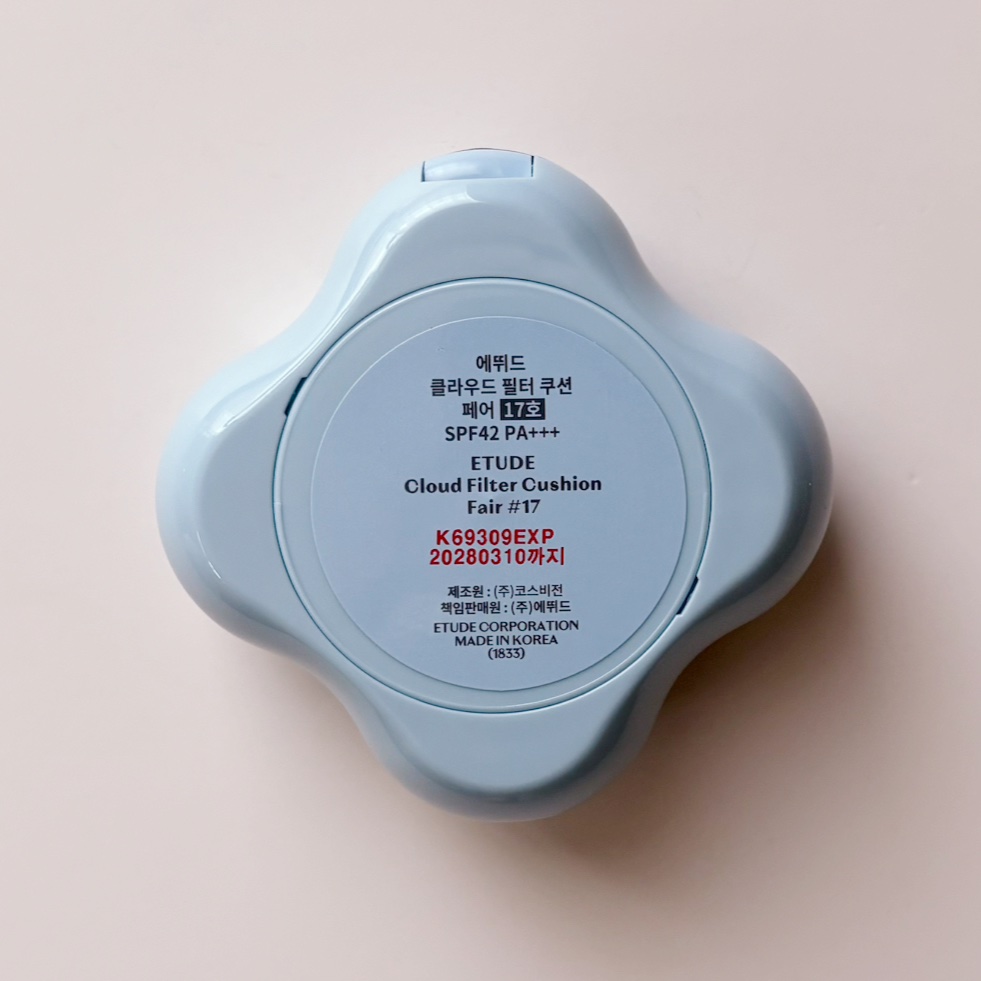 에뛰드
클라우드 필터 쿠션
페어 17호
SPF42 PA+++
ETUDE
Cloud Filter Cushion
Fair #17
K69309EXP
20280310까지
제조원 : (주)코스비전
책임판매원 : (주)에뛰드
ETUDE CORPORATION
MADE IN KOREA
(1833)